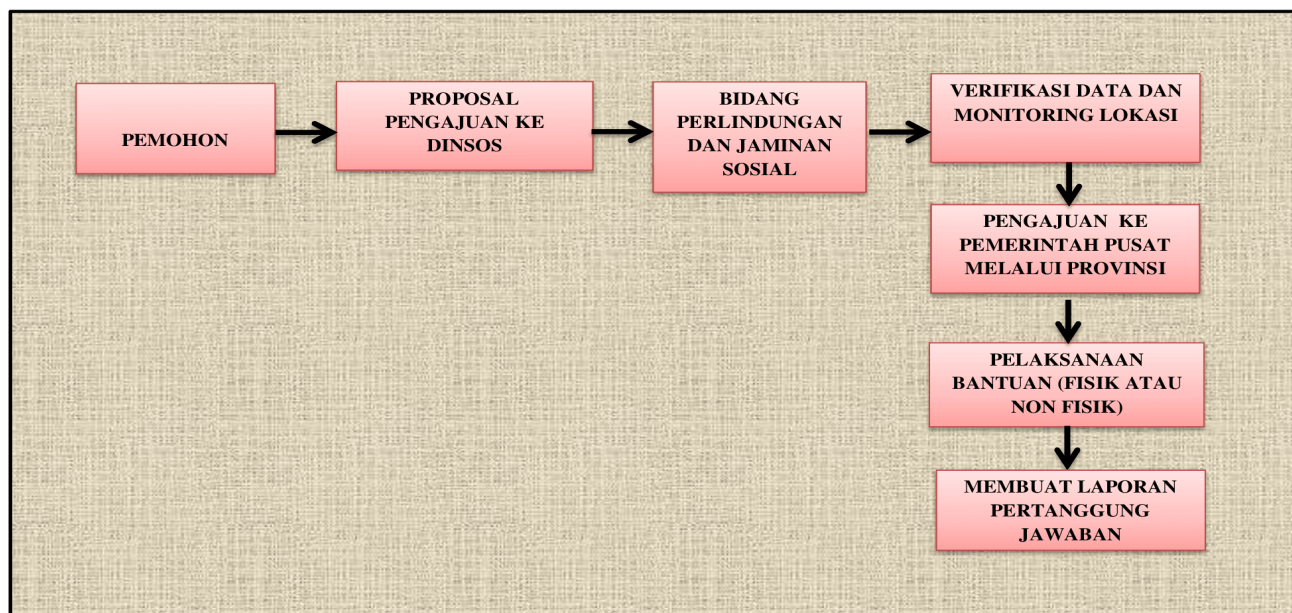 PEMOHON
PROPOSAL
PENGAJUAN KE
DINSOS
BIDANG
PERLINDUNGAN
DAN JAMINAN
SOSIAL
VERIFIKASI DATA DAN
MONITORING LOKASI
PENGAJUAN KE
PEMERINTAH PUSAT
MELALUI PROVINSI
PELAKSANAAN
BANTUAN (FISIK ATAU
NON FISIK)
MEMBUAT LAPORAN
PERTANGGUNG
JAWABAN